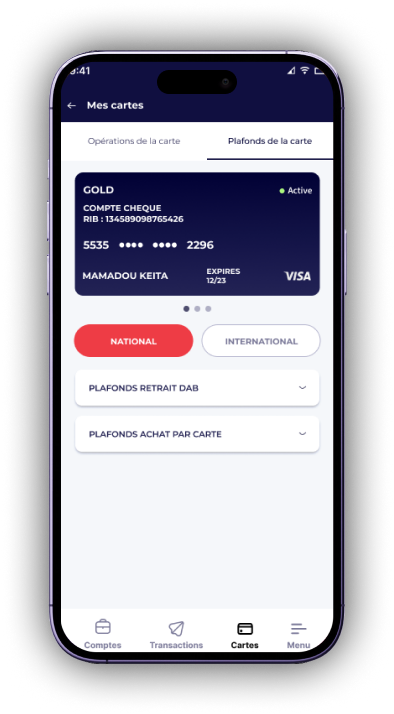 9:41
← Mes cartes
Opérations de la carte Plafonds de la carte
GOLD Active
COMPTE CHEQUE
RIB : 134589098765426
5535 •••• •••• 2296
MAMADOU KEITA EXPIRES 12/23 VISA
NATIONAL INTERNATIONAL
PLAFONDS RETRAIT DAB
PLAFONDS ACHAT PAR CARTE
Comptes Transactions Cartes Menu